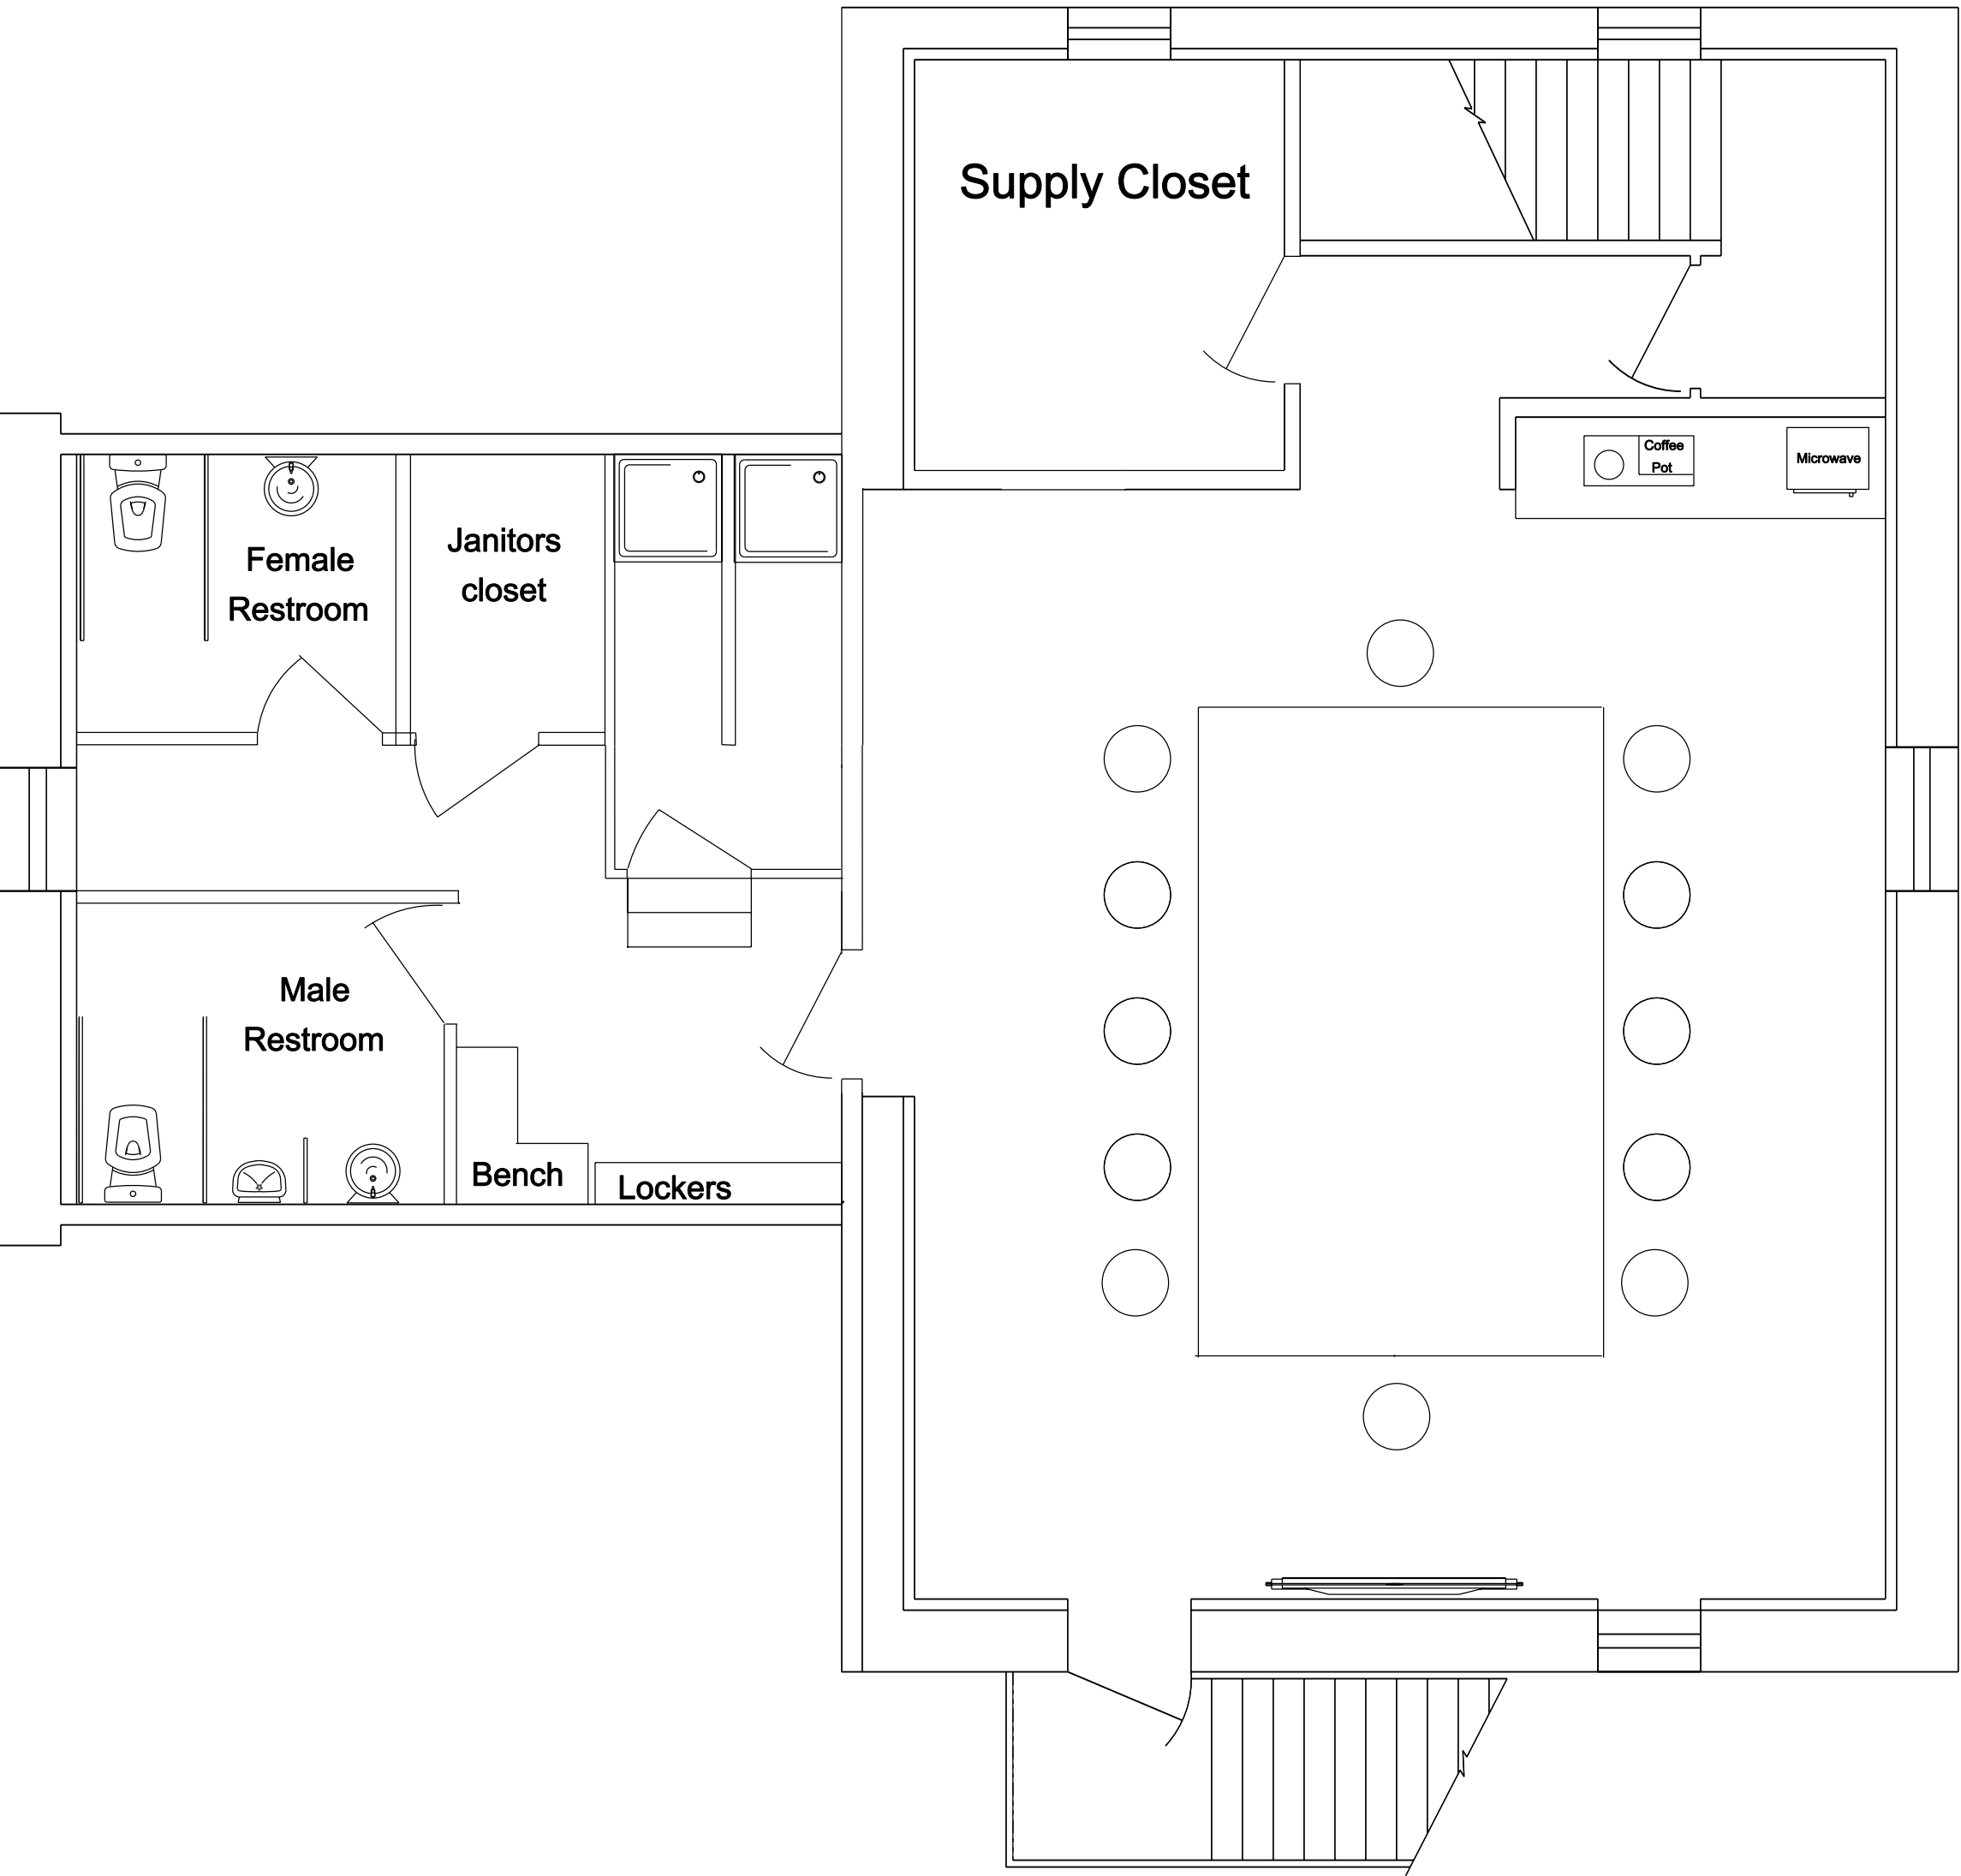 Supply Closet
Coffee
Pot
Microwave
Janitors
closet
Female
Restroom
Male
Restroom
Bench
Lockers